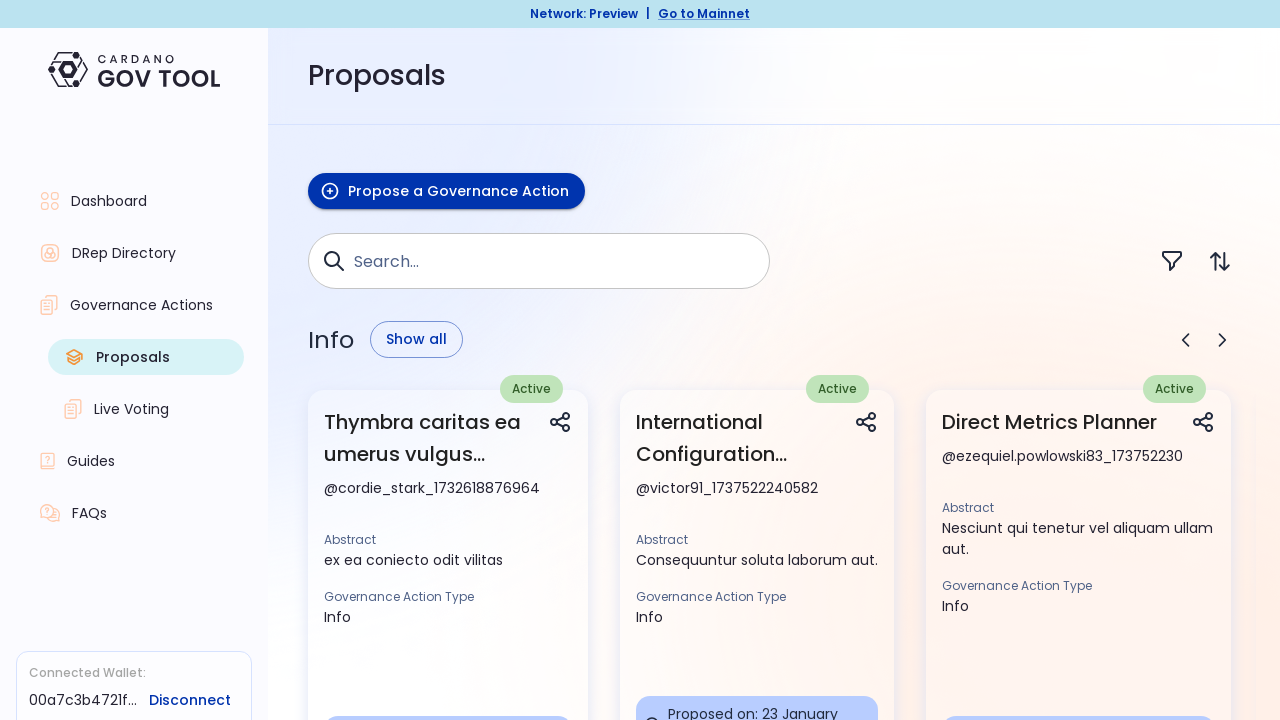 Network: Preview | Go to Mainnet
CARDANO
GOV TOOL
Dashboard
DRep Directory
Governance Actions
Proposals
Live Voting
Guides
FAQs
Connected Wallet:
00a7c3b4721f...
Disconnect
Proposals
Propose a Governance Action
Search...
Info
Show all
Active
Thymbra caritas ea
umerus vulgus...
@cordie_stark_1732618876964
Abstract
ex ea coniecto odit vilitas
Governance Action Type
Info
Active
International
Configuration...
@victor91_1737522240582
Abstract
Consequuntur soluta laborum aut.
Governance Action Type
Info
Proposed on: 23 January
Active
Direct Metrics Planner
@ezequiel.powlowski83_173752230
Abstract
Nesciunt qui tenetur vel aliquam ullam
aut.
Governance Action Type
Info